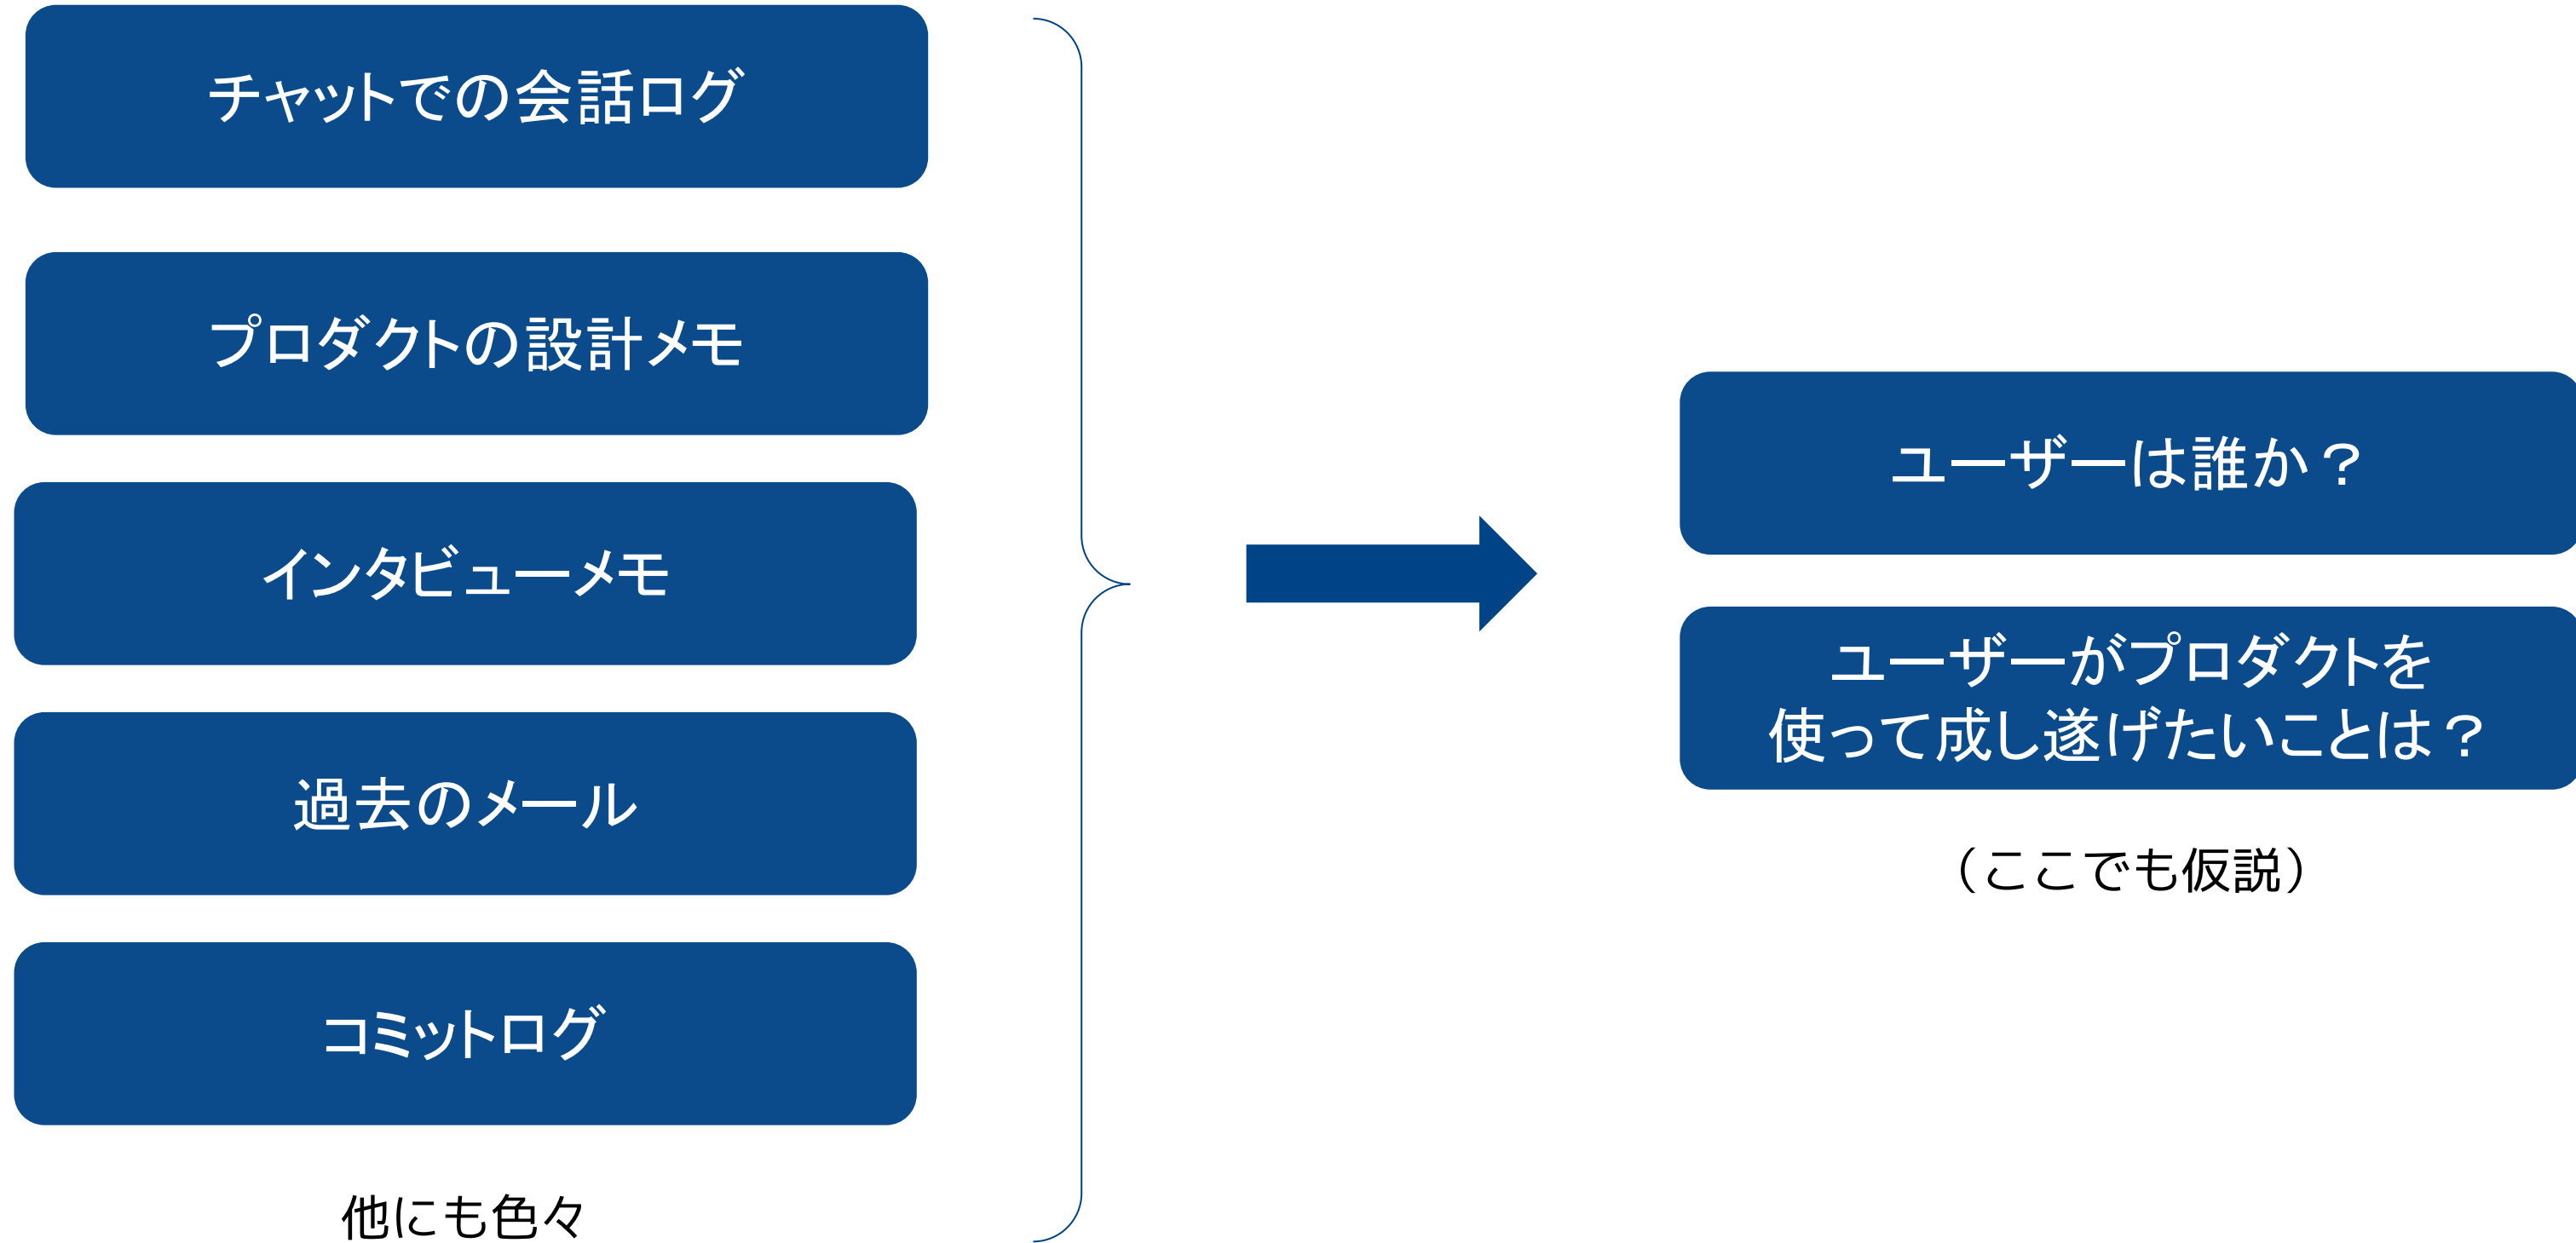 チャットでの会話ログ
プロダクトの設計メモ
インタビューメモ
過去のメール
コミットログ
他にも色々
ユーザーは誰か？
ユーザーがプロダクトを
使って成し遂げたいことは？
（ここでも仮説）